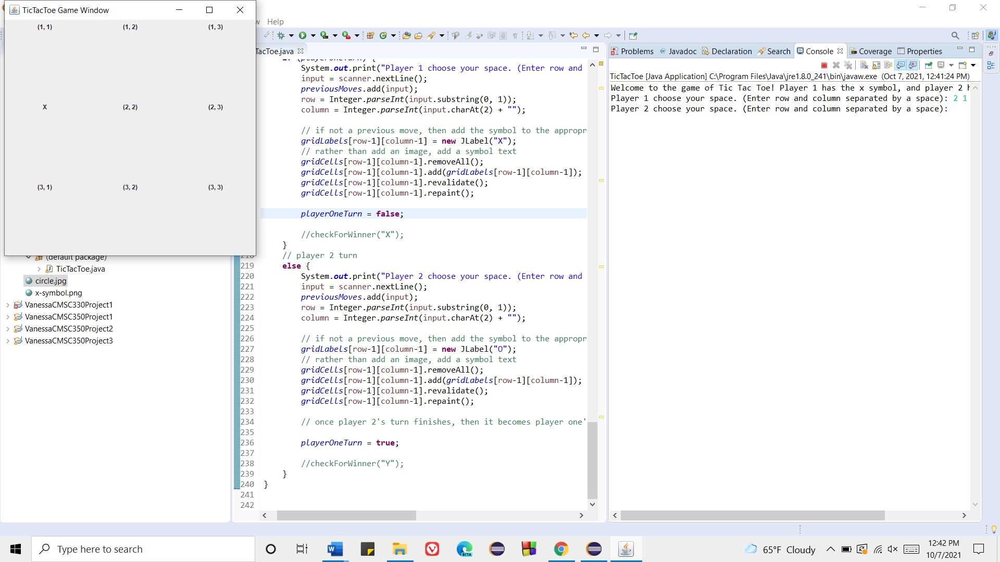 TicTacToe Game Window
(1, 1) (1, 2) (1, 3)
X (2, 2) (2, 3)
(3, 1) (3, 2) (3, 3)
Help
TacToe.java
System.out.print("Player 1 choose your space. (Enter row and
input = scanner.nextLine();
previousMoves.add(input);
row = Integer.parseInt(input.substring(0, 1));
column = Integer.parseInt(input.charAt(2) + "");
// if not a previous move, then add the symbol to the appropr
gridLabels[row-1][column-1] = new JLabel("X");
// rather than add an image, add a symbol text
gridCells[row-1][column-1].removeAll();
gridCells[row-1][column-1].add(gridLabels[row-1][column-1]);
gridCells[row-1][column-1].revalidate();
gridCells[row-1][column-1].repaint();
playerOneTurn = false;
//checkForWinner("X");
}
// player 2 turn
219 else {
220 System.out.print("Player 2 choose your space. (Enter row and
221 input = scanner.nextLine();
222 previousMoves.add(input);
223 row = Integer.parseInt(input.substring(0, 1));
224 column = Integer.parseInt(input.charAt(2) + "");
225
226 // if not a previous move, then add the symbol to the appropr
227 gridLabels[row-1][column-1] = new JLabel("O");
228 // rather than add an image, add a symbol text
229 gridCells[row-1][column-1].removeAll();
230 gridCells[row-1][column-1].add(gridLabels[row-1][column-1]);
231 gridCells[row-1][column-1].revalidate();
232 gridCells[row-1][column-1].repaint();
233
234 // once player 2's turn finishes, then it becomes player one'
235
236 playerOneTurn = true;
237
238 //checkForWinner("Y");
239 }
240 }
241
242
(default package)
TicTacToe.java
circle.jpg
x-symbol.png
VanessaCMSC330Project1
VanessaCMSC350Project1
VanessaCMSC350Project2
VanessaCMSC350Project3
Problems @ Javadoc Declaration Search Console Coverage Properties
TicTacToe [Java Application] C:\Program Files\Java\jre1.8.0_241\bin\javaw.exe (Oct 7, 2021, 12:41:24 PM)
Welcome to the game of Tic Tac Toe! Player 1 has the x symbol, and player 2 h
Player 1 choose your space. (Enter row and column separated by a space): 2 1
Player 2 choose your space. (Enter row and column separated by a space):
Type here to search
BETA
65°F Cloudy
12:42 PM
10/7/2021